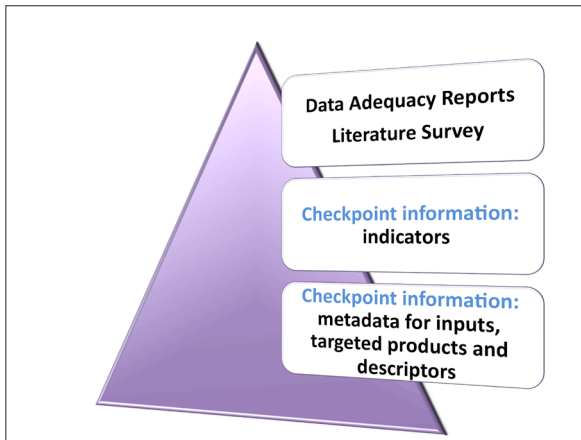 Data Adequacy Reports
Literature Survey
Checkpoint information:
indicators
Checkpoint information:
metadata for inputs,
targeted products and
descriptors